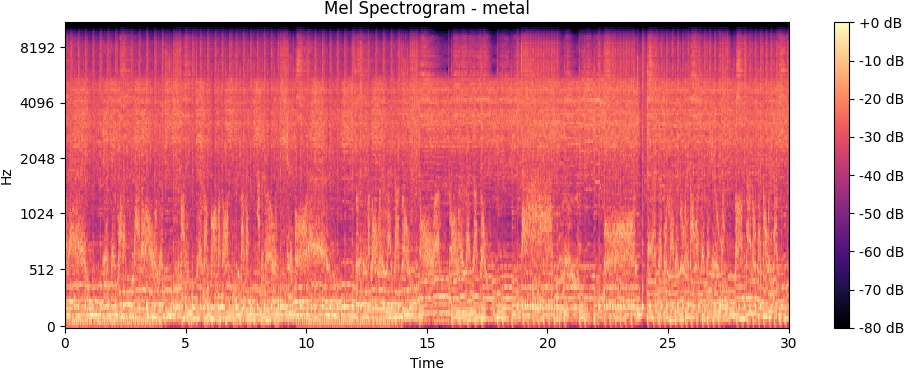 Mel Spectrogram - metal
Hz
8192
4096
2048
1024
512
0
0 5 10 15 20 25 30
Time
+0 dB
-10 dB
-20 dB
-30 dB
-40 dB
-50 dB
-60 dB
-70 dB
-80 dB